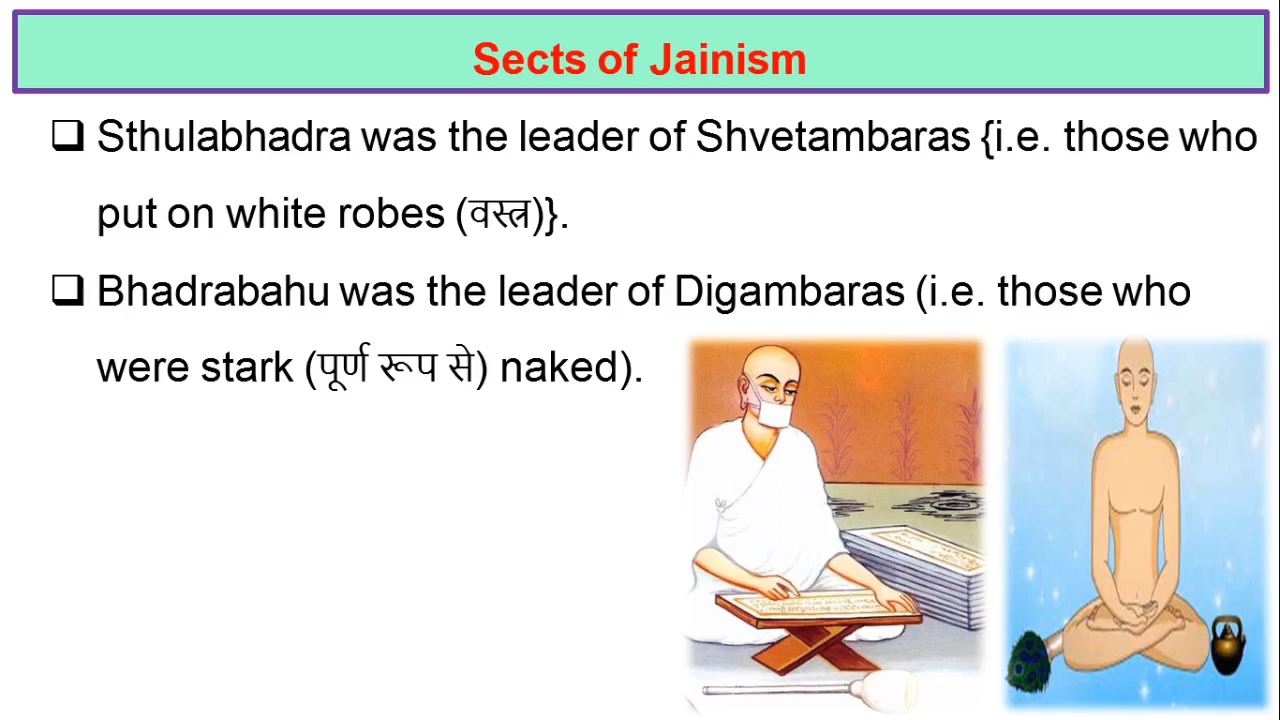 Sects of Jainism
❑ Sthulabhadra was the leader of Shvetambaras {i.e. those who
put on white robes (वस्त्र)}.
❑ Bhadrabahu was the leader of Digambaras (i.e. those who
were stark (पूर्ण रूप से) naked).